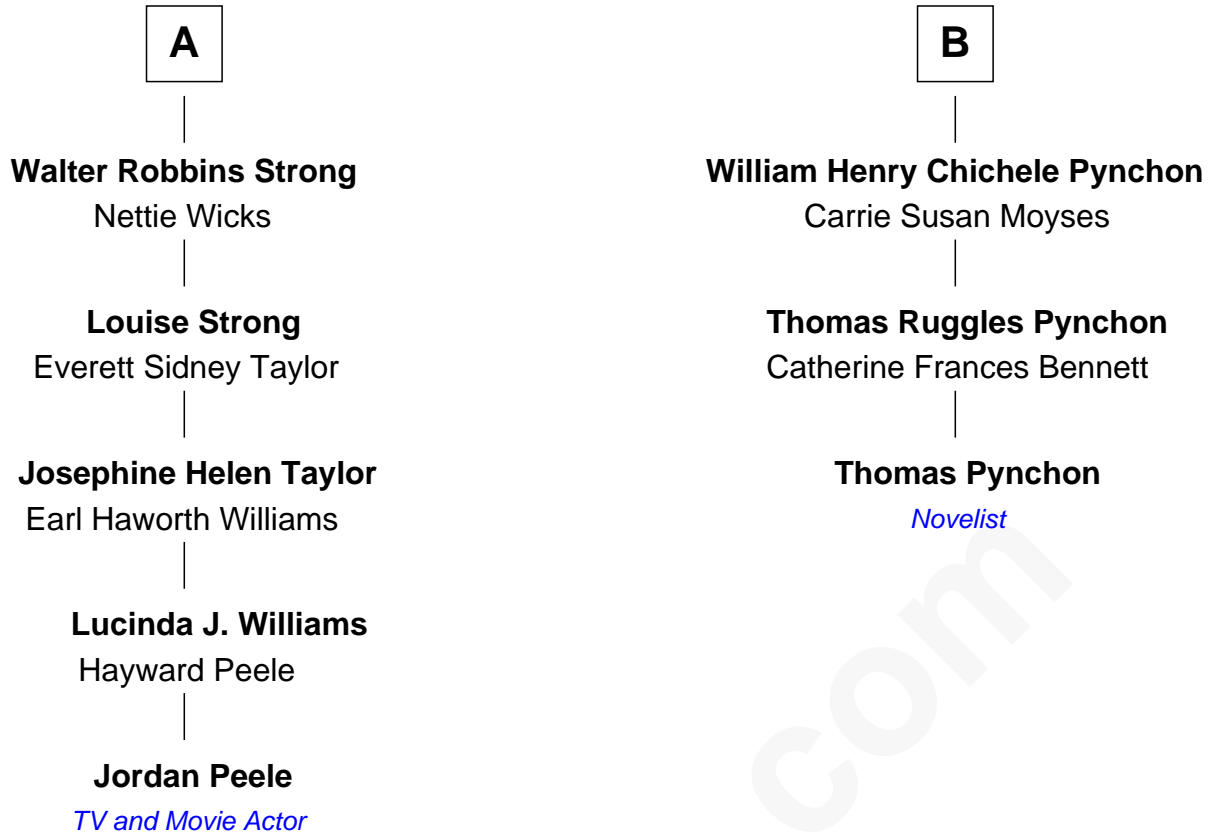 A
Walter Robbins Strong
Nettie Wicks
Louise Strong
Everett Sidney Taylor
Josephine Helen Taylor
Earl Haworth Williams
Lucinda J. Williams
Hayward Peele
Jordan Peele
TV and Movie Actor
B
William Henry Chichele Pynchon
Carrie Susan Moyses
Thomas Ruggles Pynchon
Catherine Frances Bennett
Thomas Pynchon
Novelist
com